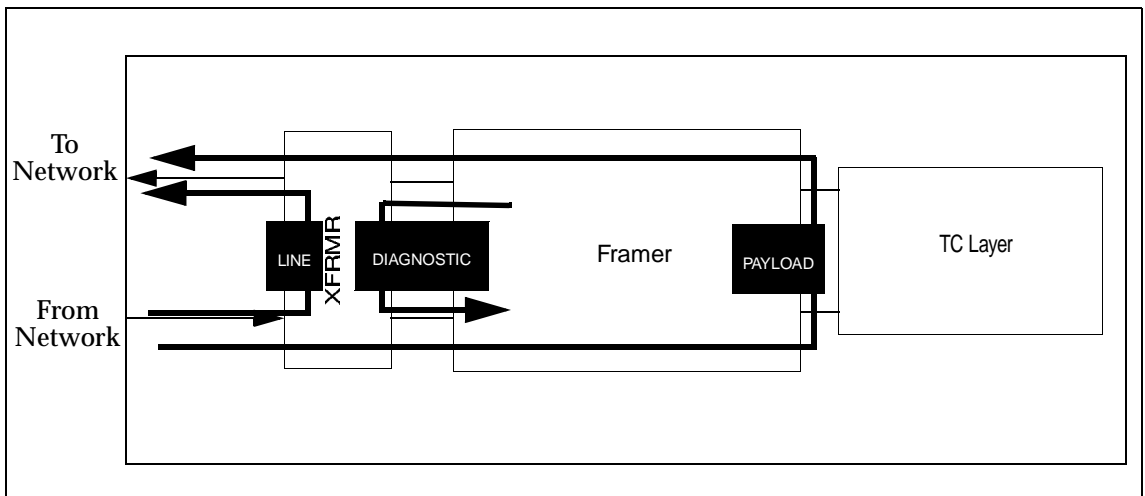 To
Network
From
Network
LINE
XFRMR
DIAGNOSTIC
Framer
PAYLOAD
TC Layer